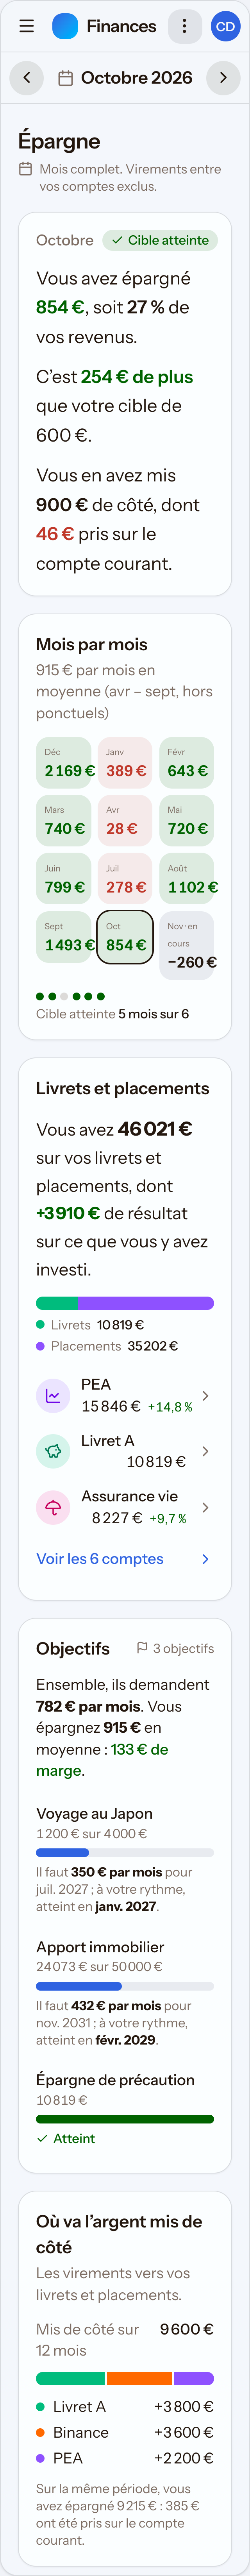 Finances
CD
Octobre 2026
Épargne
Mois complet. Virements entre
vos comptes exclus.
Octobre
Cible atteinte
Vous avez épargné
854 €, soit 27 % de
vos revenus.
C’est 254 € de plus
que votre cible de
600 €.
Vous en avez mis
900 € de côté, dont
46 € pris sur le
compte courant.
Mois par mois
915 € par mois en
moyenne (avr – sept, hors
ponctuels)
Déc
2 169 €
Janv
389 €
Févr
643 €
Mars
740 €
Avr
28 €
Mai
720 €
Juin
799 €
Juil
278 €
Août
1 102 €
Sept
1 493 €
Oct
854 €
Nov · en
cours
−260 €
Cible atteinte 5 mois sur 6
Livrets et placements
Vous avez 46 021 €
sur vos livrets et
placements, dont
+3 910 € de résultat
sur ce que vous y avez
investi.
Livrets 10 819 €
Placements 35 202 €
PEA
15 846 € +14,8 %
Livret A
10 819 €
Assurance vie
8 227 € +9,7 %
Voir les 6 comptes
Objectifs
3 objectifs
Ensemble, ils demandent
782 € par mois. Vous
épargnez 915 € en
moyenne : 133 € de
marge.
Voyage au Japon
1 200 € sur 4 000 €
Il faut 350 € par mois pour
juil. 2027 ; à votre rythme,
atteint en janv. 2027.
Apport immobilier
24 073 € sur 50 000 €
Il faut 432 € par mois pour
nov. 2031 ; à votre rythme,
atteint en févr. 2029.
Épargne de précaution
10 819 €
Atteint
Où va l’argent mis de
côté
Les virements vers vos
livrets et placements.
Mis de côté sur
12 mois
9 600 €
Livret A +3 800 €
Binance +3 600 €
PEA +2 200 €
Sur la même période, vous
avez épargné 9 215 € : 385 €
ont été pris sur le compte
courant.